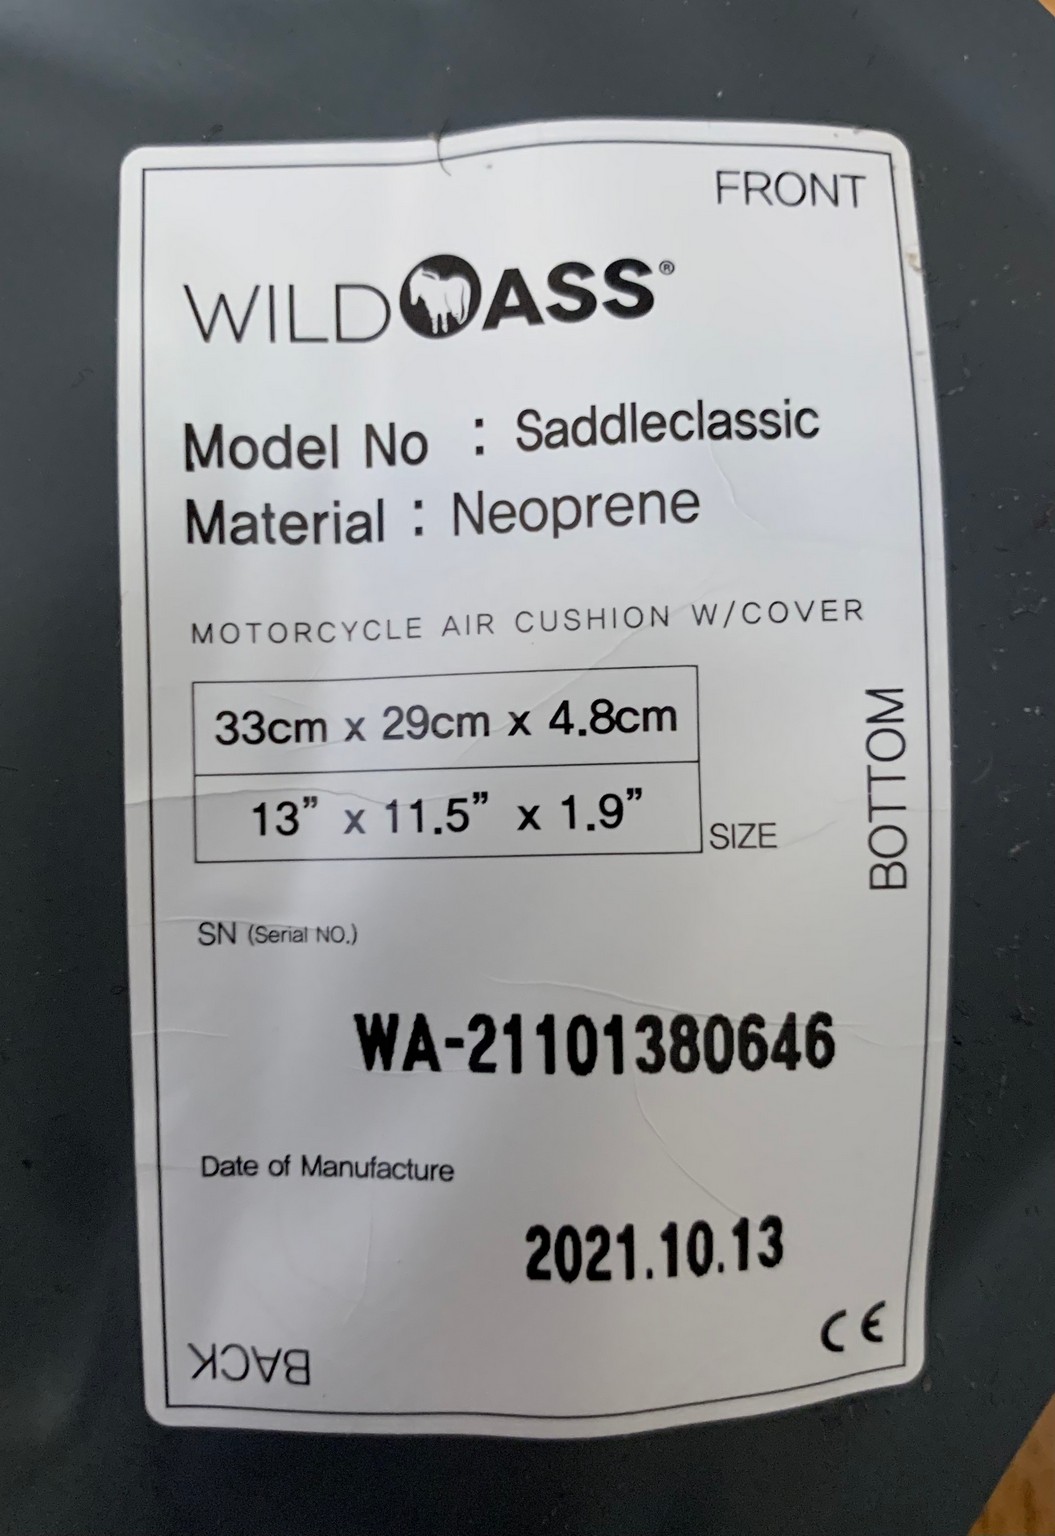 FRONT
WILD ASS®
Model No : Saddleclassic
Material : Neoprene
MOTORCYCLE AIR CUSHION W/COVER
33cm x 29cm x 4.8cm
13” x 11.5” x 1.9”
SIZE
BOTTOM
SN (Serial NO.)
WA-21101380646
Date of Manufacture
2021.10.13
CE
BACK